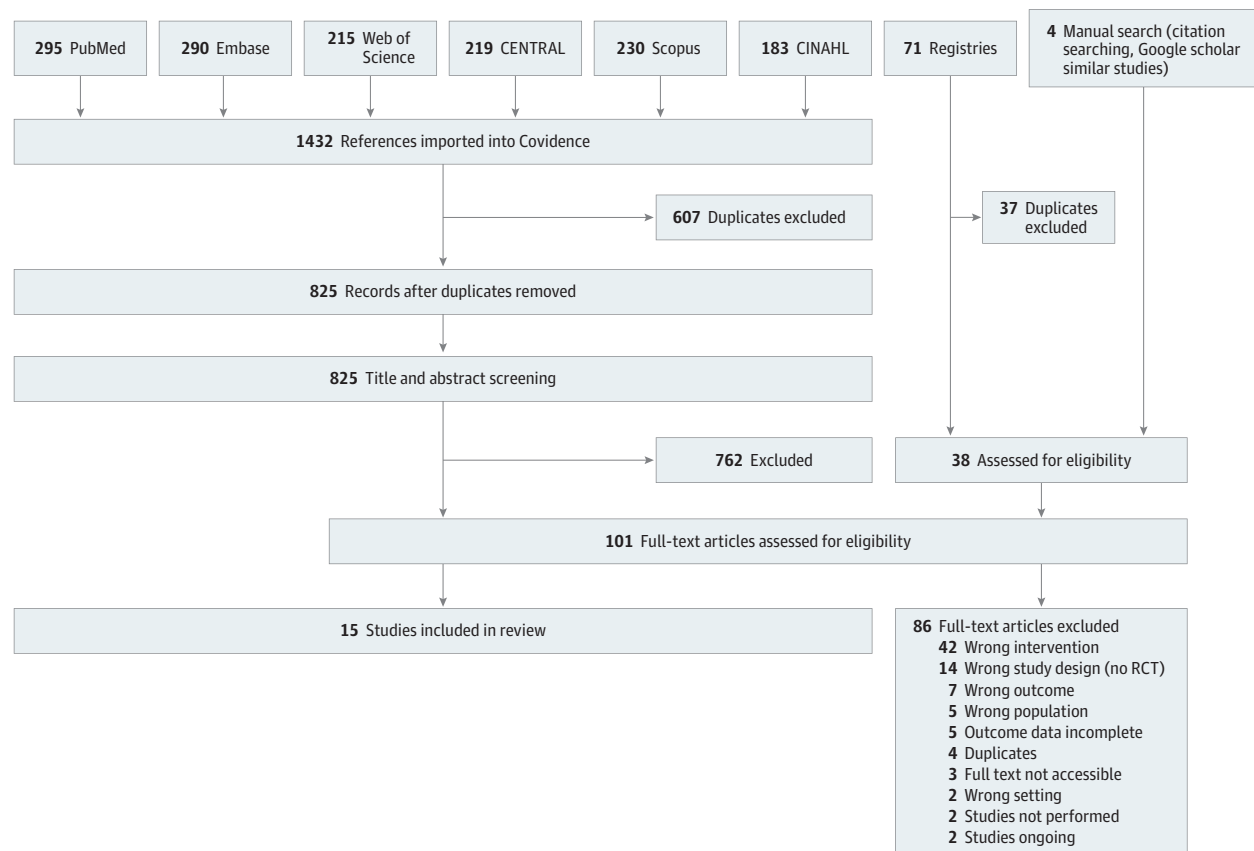 295 PubMed
290 Embase
215 Web of
Science
219 CENTRAL
230 Scopus
183 CINAHL
71 Registries
4 Manual search (citation
searching, Google scholar
similar studies)
1432 References imported into Covidence
607 Duplicates excluded
37 Duplicates
excluded
825 Records after duplicates removed
825 Title and abstract screening
762 Excluded
38 Assessed for eligibility
101 Full-text articles assessed for eligibility
15 Studies included in review
86 Full-text articles excluded
42 Wrong intervention
14 Wrong study design (no RCT)
7 Wrong outcome
5 Wrong population
5 Outcome data incomplete
4 Duplicates
3 Full text not accessible
2 Wrong setting
2 Studies not performed
2 Studies ongoing